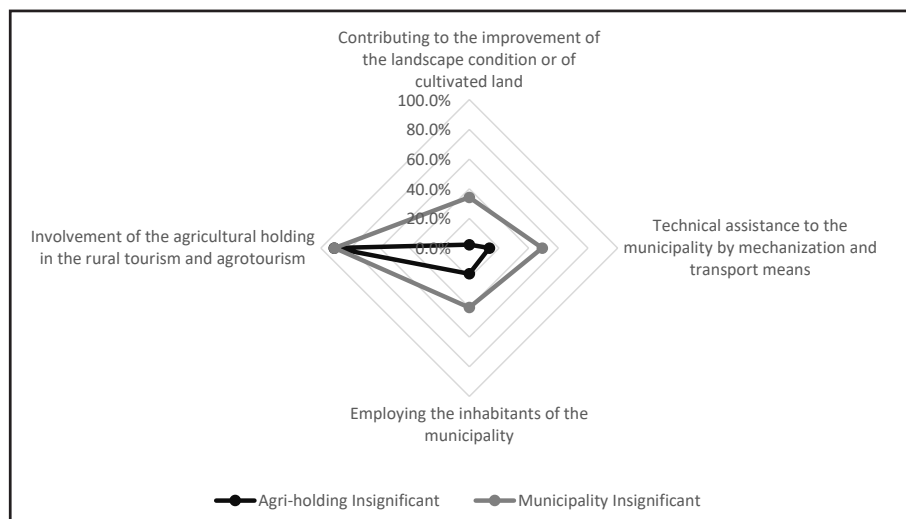 Contributing to the improvement of
the landscape condition or of
cultivated land
100.0%
80.0%
60.0%
40.0%
20.0%
0.0%
Technical assistance to the
municipality by mechanization and
transport means
Involvement of the agricultural holding
in the rural tourism and agrotourism
Employing the inhabitants of the
municipality
Agri-holding Insignificant
Municipality Insignificant